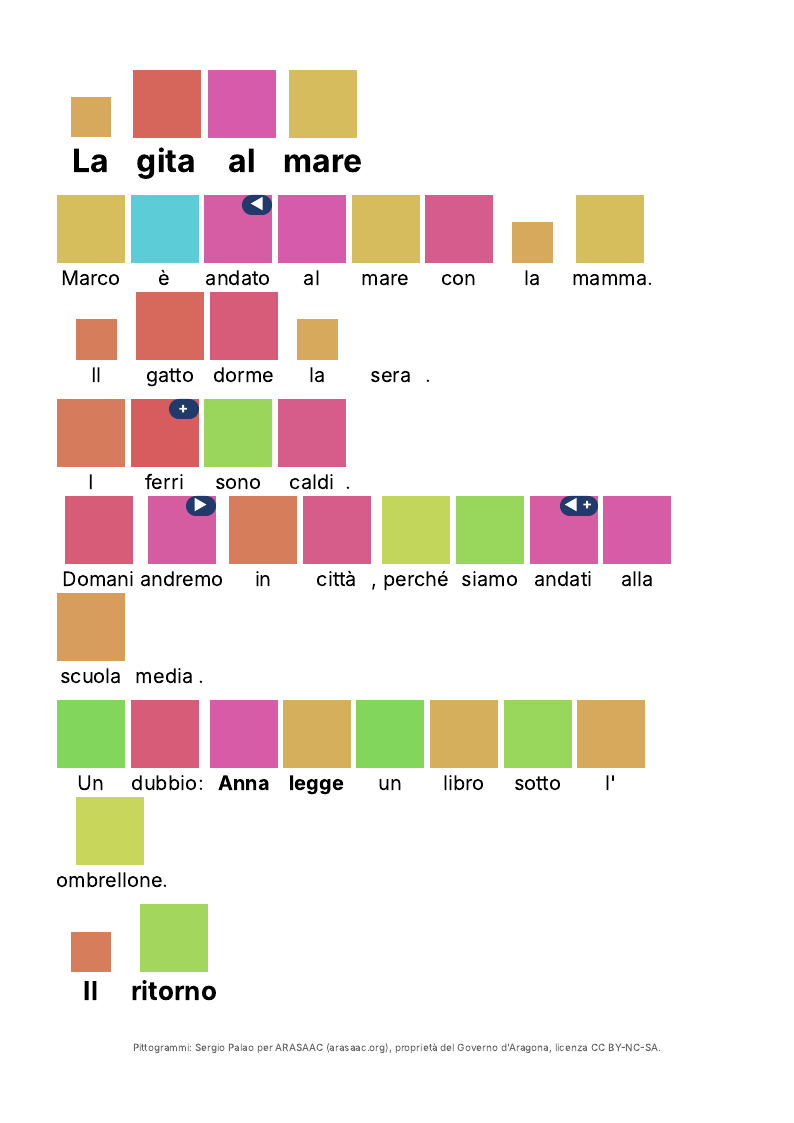 La gita al mare
Marco è andato al mare con la mamma.
Il gatto dorme la sera .
I ferri sono caldi .
Domani andremo in città , perché siamo andati alla
scuola media .
Un dubbio: Anna legge un libro sotto l'
ombrellone.
Il ritorno
Pittogrammi: Sergio Palao per ARASAAC (arasaac.org), proprietà del Governo d'Aragona, licenza CC BY-NC-SA.